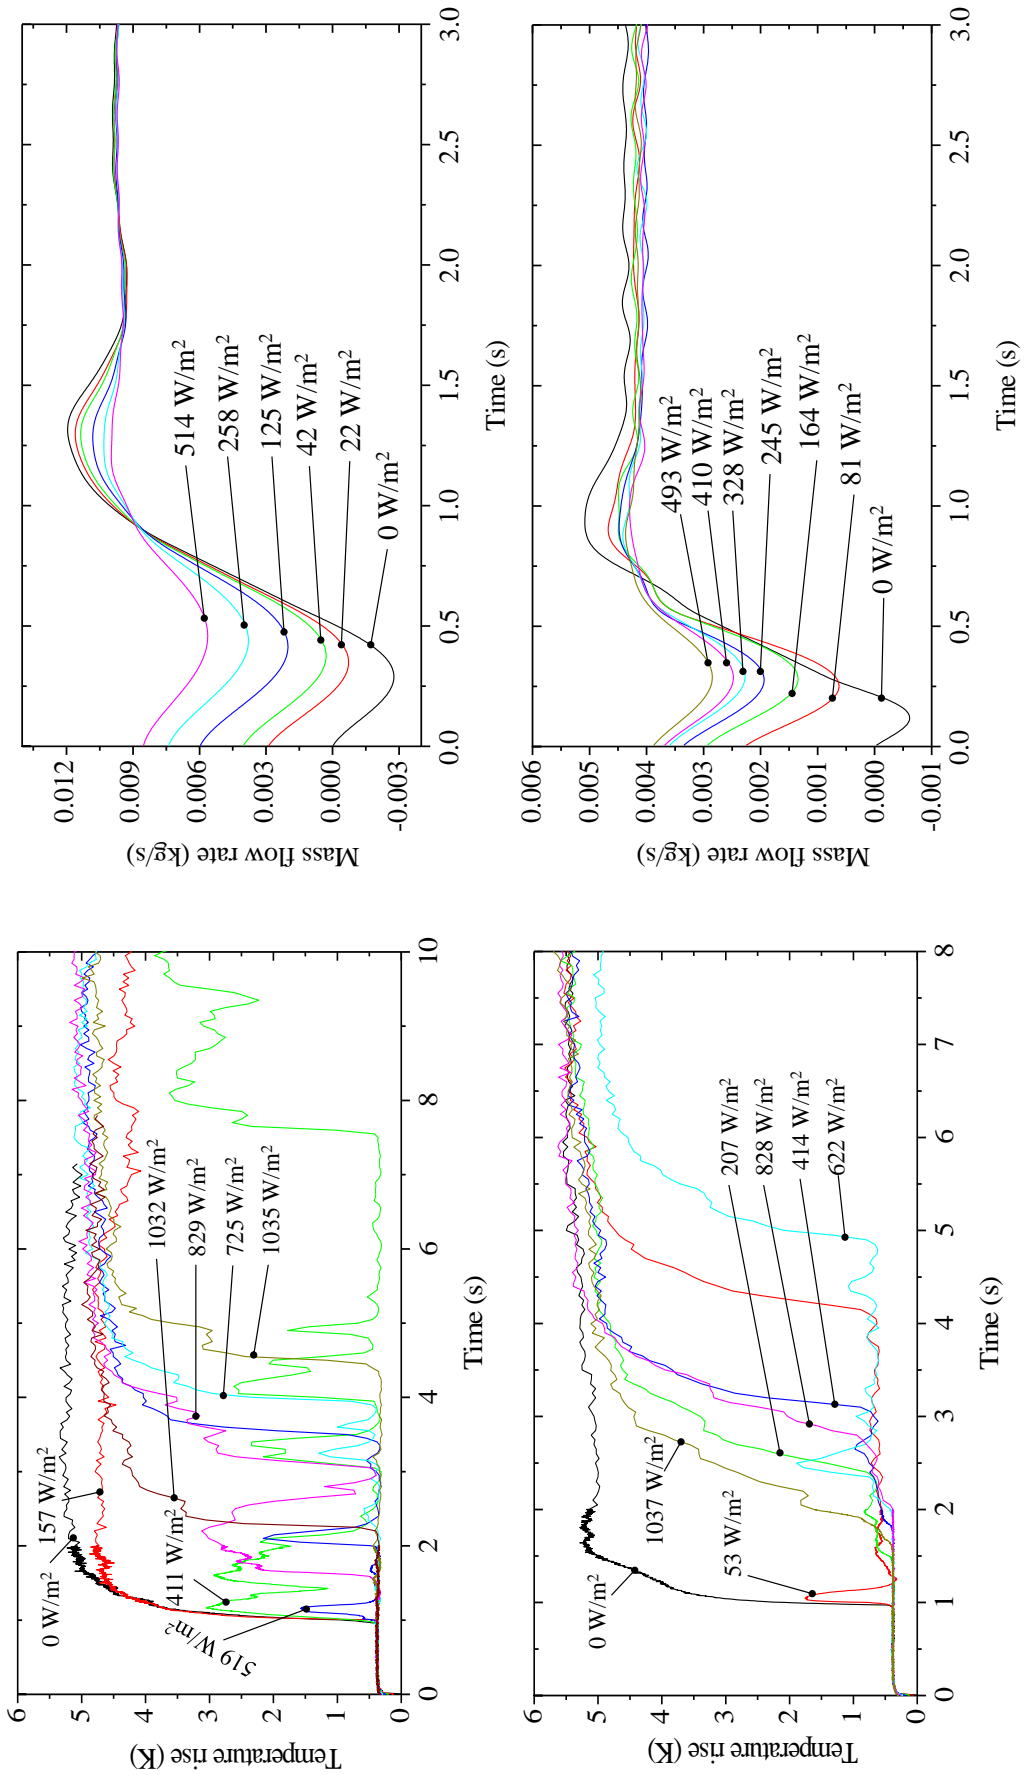 Temperature rise (K)
6
5
4
3
2
1
0
0 2 4 6 8 10
Time (s)
0 W/m²
157 W/m²
519 W/m²
411 W/m²
1032 W/m²
829 W/m²
725 W/m²
1035 W/m²
Mass flow rate (kg/s)
0.012
0.009
0.006
0.003
0.000
-0.003
0.0 0.5 1.0 1.5 2.0 2.5 3.0
Time (s)
514 W/m²
258 W/m²
125 W/m²
42 W/m²
22 W/m²
0 W/m²
Temperature rise (K)
6
5
4
3
2
1
0
0 1 2 3 4 5 6 7 8
Time (s)
0 W/m²
1037 W/m²
53 W/m²
207 W/m²
828 W/m²
414 W/m²
622 W/m²
Mass flow rate (kg/s)
0.006
0.005
0.004
0.003
0.002
0.001
0.000
-0.001
0.0 0.5 1.0 1.5 2.0 2.5 3.0
Time (s)
493 W/m²
410 W/m²
328 W/m²
245 W/m²
164 W/m²
81 W/m²
0 W/m²